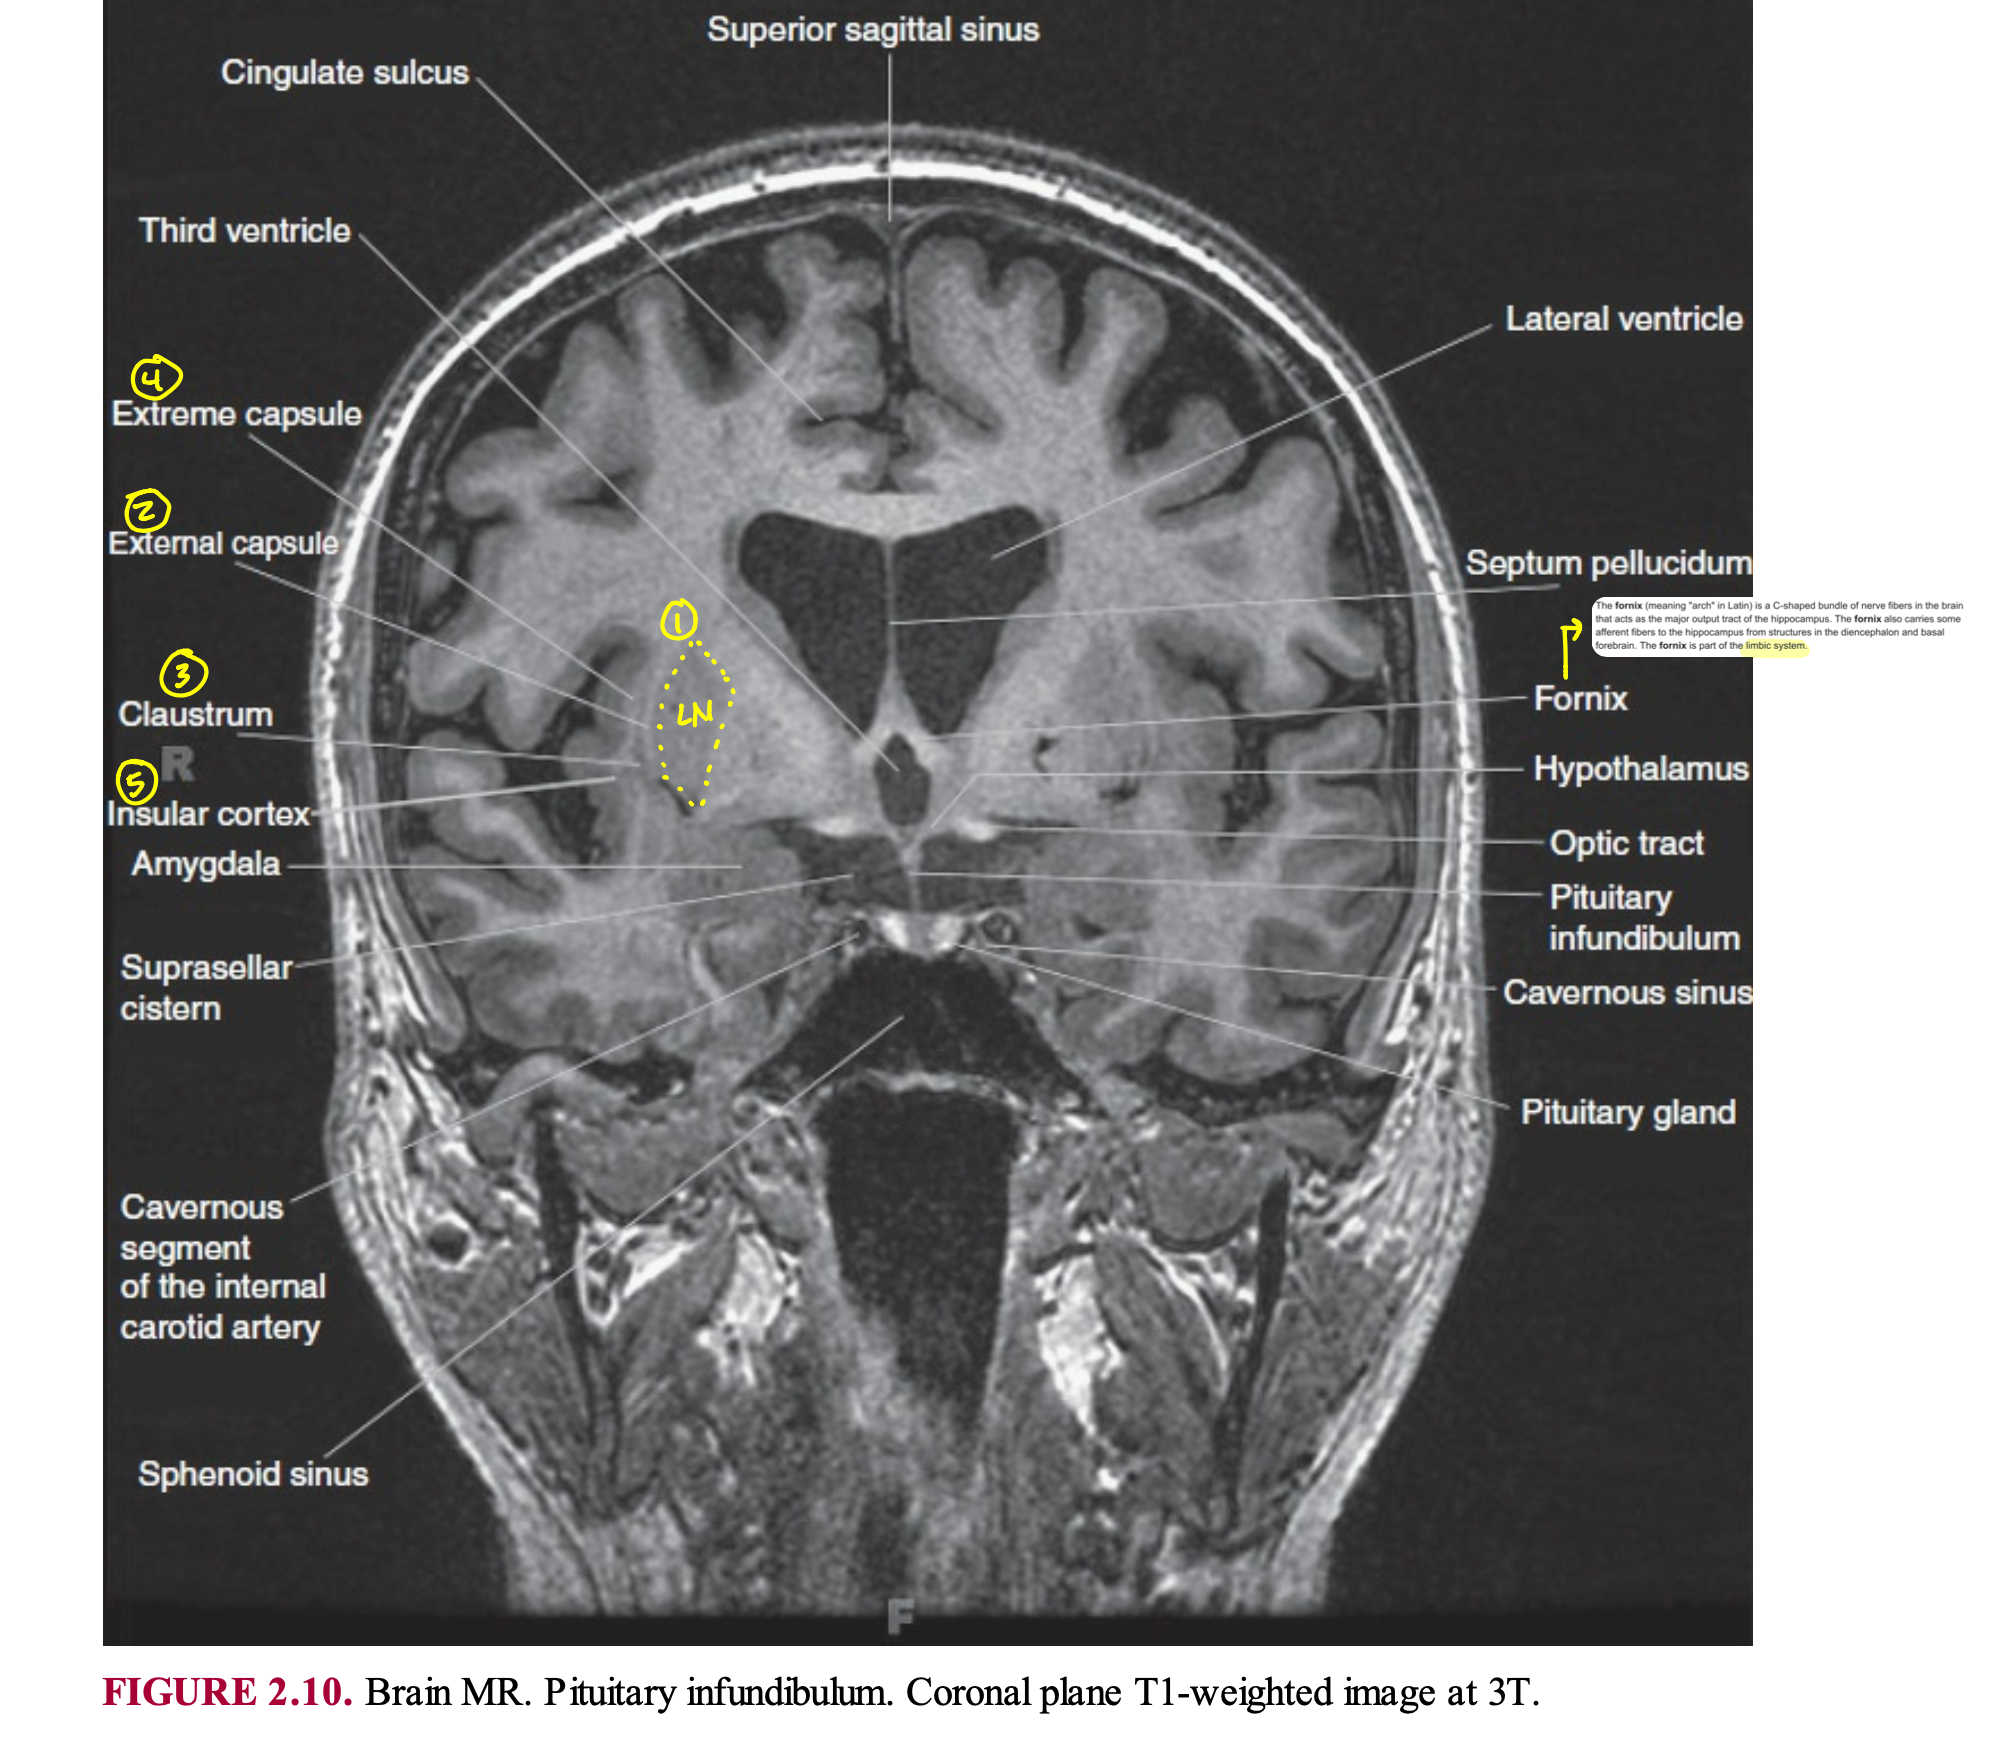 Superior sagittal sinus
Cingulate sulcus
Third ventricle
Lateral ventricle
4
Extreme capsule
2
External capsule
Septum pellucidum
The fornix (meaning "arch" in Latin) is a C-shaped bundle of nerve fibers in the brain
that acts as the major output tract of the hippocampus. The fornix also carries some
afferent fibers to the hippocampus from structures in the diencephalon and basal
forebrain. The fornix is part of the limbic system.
1
LN
3
Claustrum
Fornix
R
Hypothalamus
5
Insular cortex
Optic tract
Amygdala
Pituitary
infundibulum
Suprasellar
cistern
Cavernous sinus
Pituitary gland
Cavernous
segment
of the internal
carotid artery
Sphenoid sinus
F
FIGURE 2.10. Brain MR. Pituitary infundibulum. Coronal plane T1-weighted image at 3T.